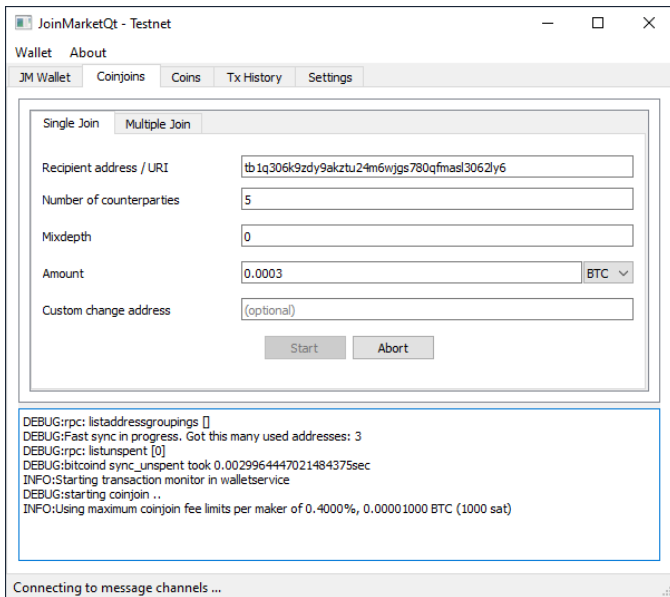 JoinMarketQt - Testnet
Wallet About
JM Wallet Coinjoins Coins Tx History Settings
Single Join Multiple Join
Recipient address / URI tb1q306k9zdy9akztu24m6wjgs780qfmasl3062ly6
Number of counterparties 5
Mixdepth 0
Amount 0.0003 BTC
Custom change address (optional)
Start Abort
DEBUG:rpc: listaddressgroupings []
DEBUG:Fast sync in progress. Got this many used addresses: 3
DEBUG:rpc: listunspent [0]
DEBUG:bitcoind sync_unspent took 0.0029964447021484375sec
INFO:Starting transaction monitor in walletservice
DEBUG:starting coinjoin ..
INFO:Using maximum coinjoin fee limits per maker of 0.4000%, 0.00001000 BTC (1000 sat)
Connecting to message channels ...